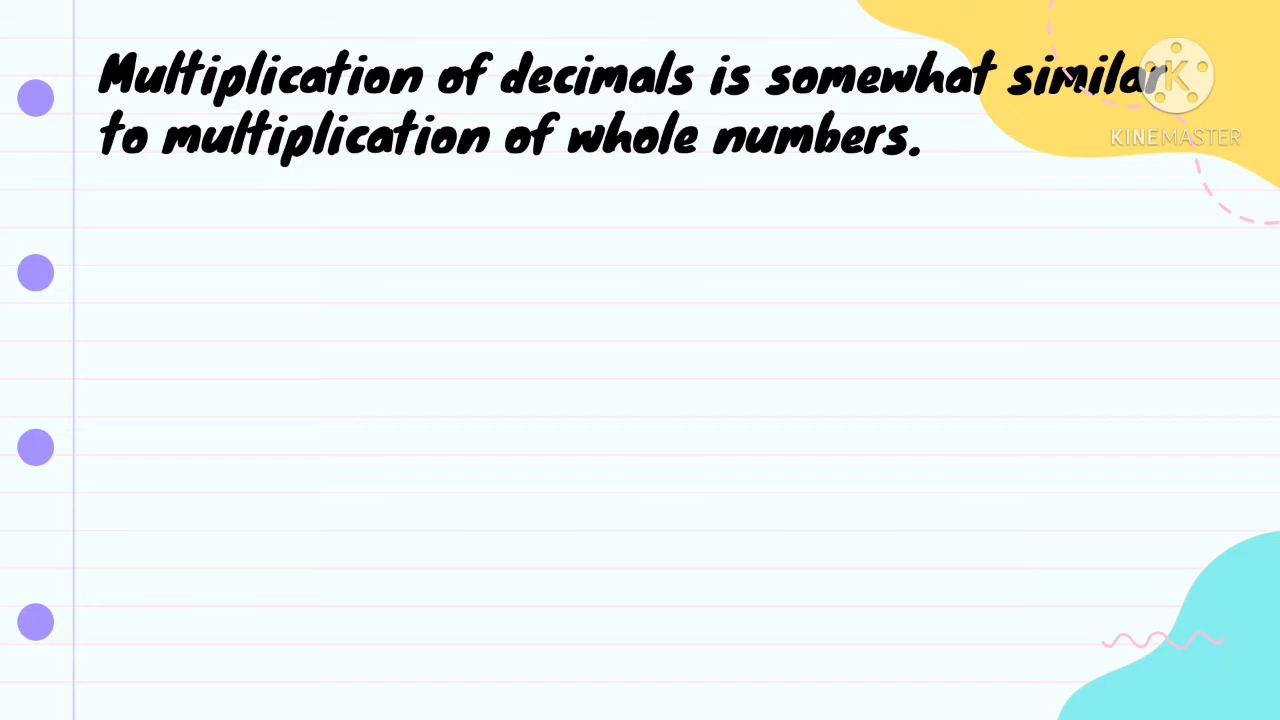 Multiplication of decimals is somewhat similar
to multiplication of whole numbers.
K
KINEMASTER